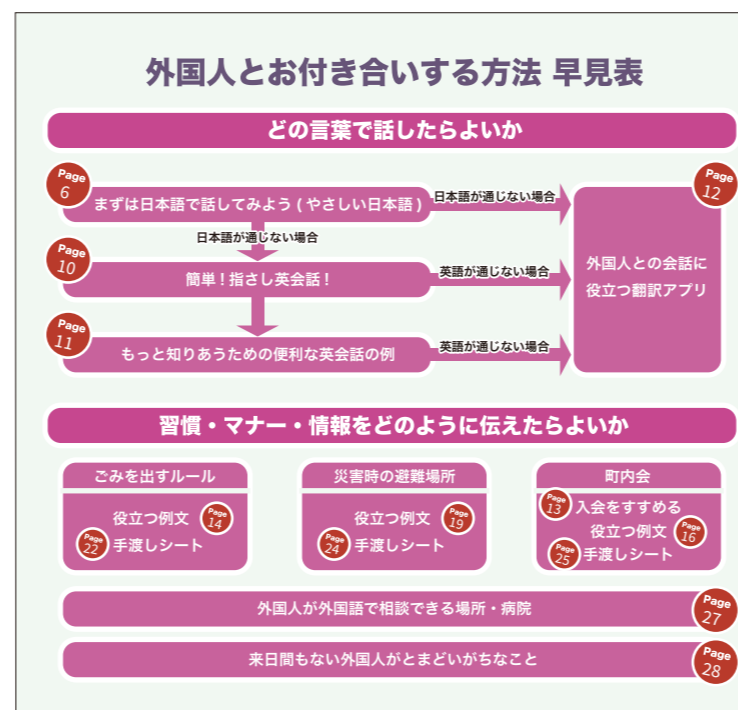 外国人とお付き合いする方法 早見表
どの言葉で話したらよいか
Page 6
まずは日本語で話してみよう ( やさしい日本語 )
日本語が通じない場合
Page 12
日本語が通じない場合
Page 10
簡単！指さし英会話！
英語が通じない場合
外国人との会話に
役立つ翻訳アプリ
Page 11
もっと知りあうための便利な英会話の例
英語が通じない場合
習慣・マナー・情報をどのように伝えたらよいか
ごみを出すルール
役立つ例文 Page 14
Page 22 手渡しシート
災害時の避難場所
役立つ例文 Page 19
Page 24 手渡しシート
町内会
Page 13 入会をすすめる
役立つ例文 Page 16
Page 25 手渡しシート
外国人が外国語で相談できる場所・病院 Page 27
来日間もない外国人がとまどいがちなこと Page 28